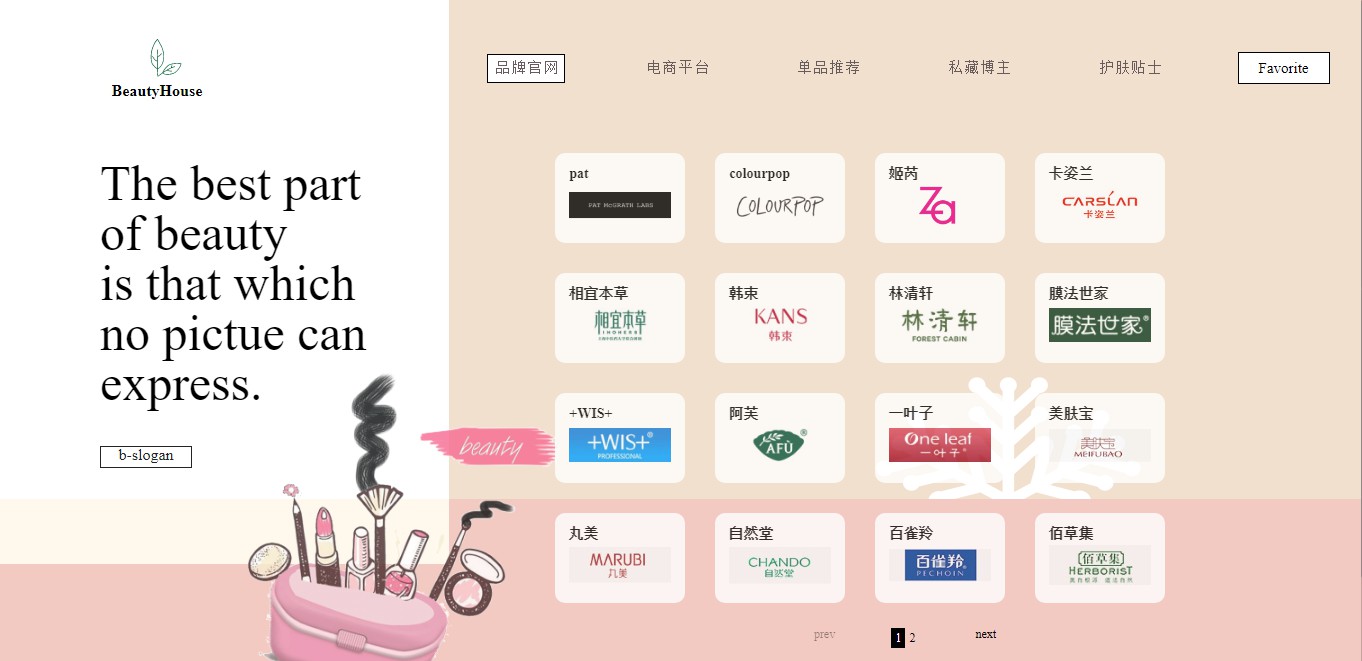 BeautyHouse
品牌官网
电商平台
单品推荐
私藏博主
护肤贴士
Favorite
The best part
of beauty
is that which
no pictue can
express.
b-slogan
beauty
pat
PAT McGRATH LABS
colourpop
COLOURPOP
姬芮
Za
卡姿兰
CARSLAN
卡姿兰
相宜本草
相宜本草
INOHERB
韩束
KANS
韩束
林清轩
林清轩
FOREST CABIN
膜法世家
膜法世家®
+WIS+
+WIS+®
PROFESSIONAL
阿芙
AFU®
一叶子
One leaf
一叶子®
美肤宝
美肤宝
MEIFUBAO
丸美
MARUBI
丸美
自然堂
CHANDO
自然堂
百雀羚
百雀羚
PECHOIN
佰草集
佰草集
HERBORIST
prev
1
2
next